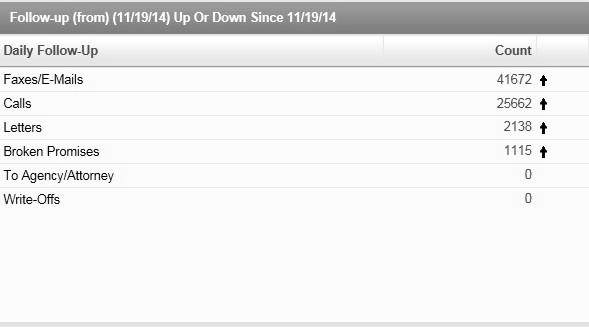 Follow-up (from) (11/19/14) Up Or Down Since 11/19/14
Daily Follow-Up Count
Faxes/E-Mails 41672
Calls 25662
Letters 2138
Broken Promises 1115
To Agency/Attorney 0
Write-Offs 0